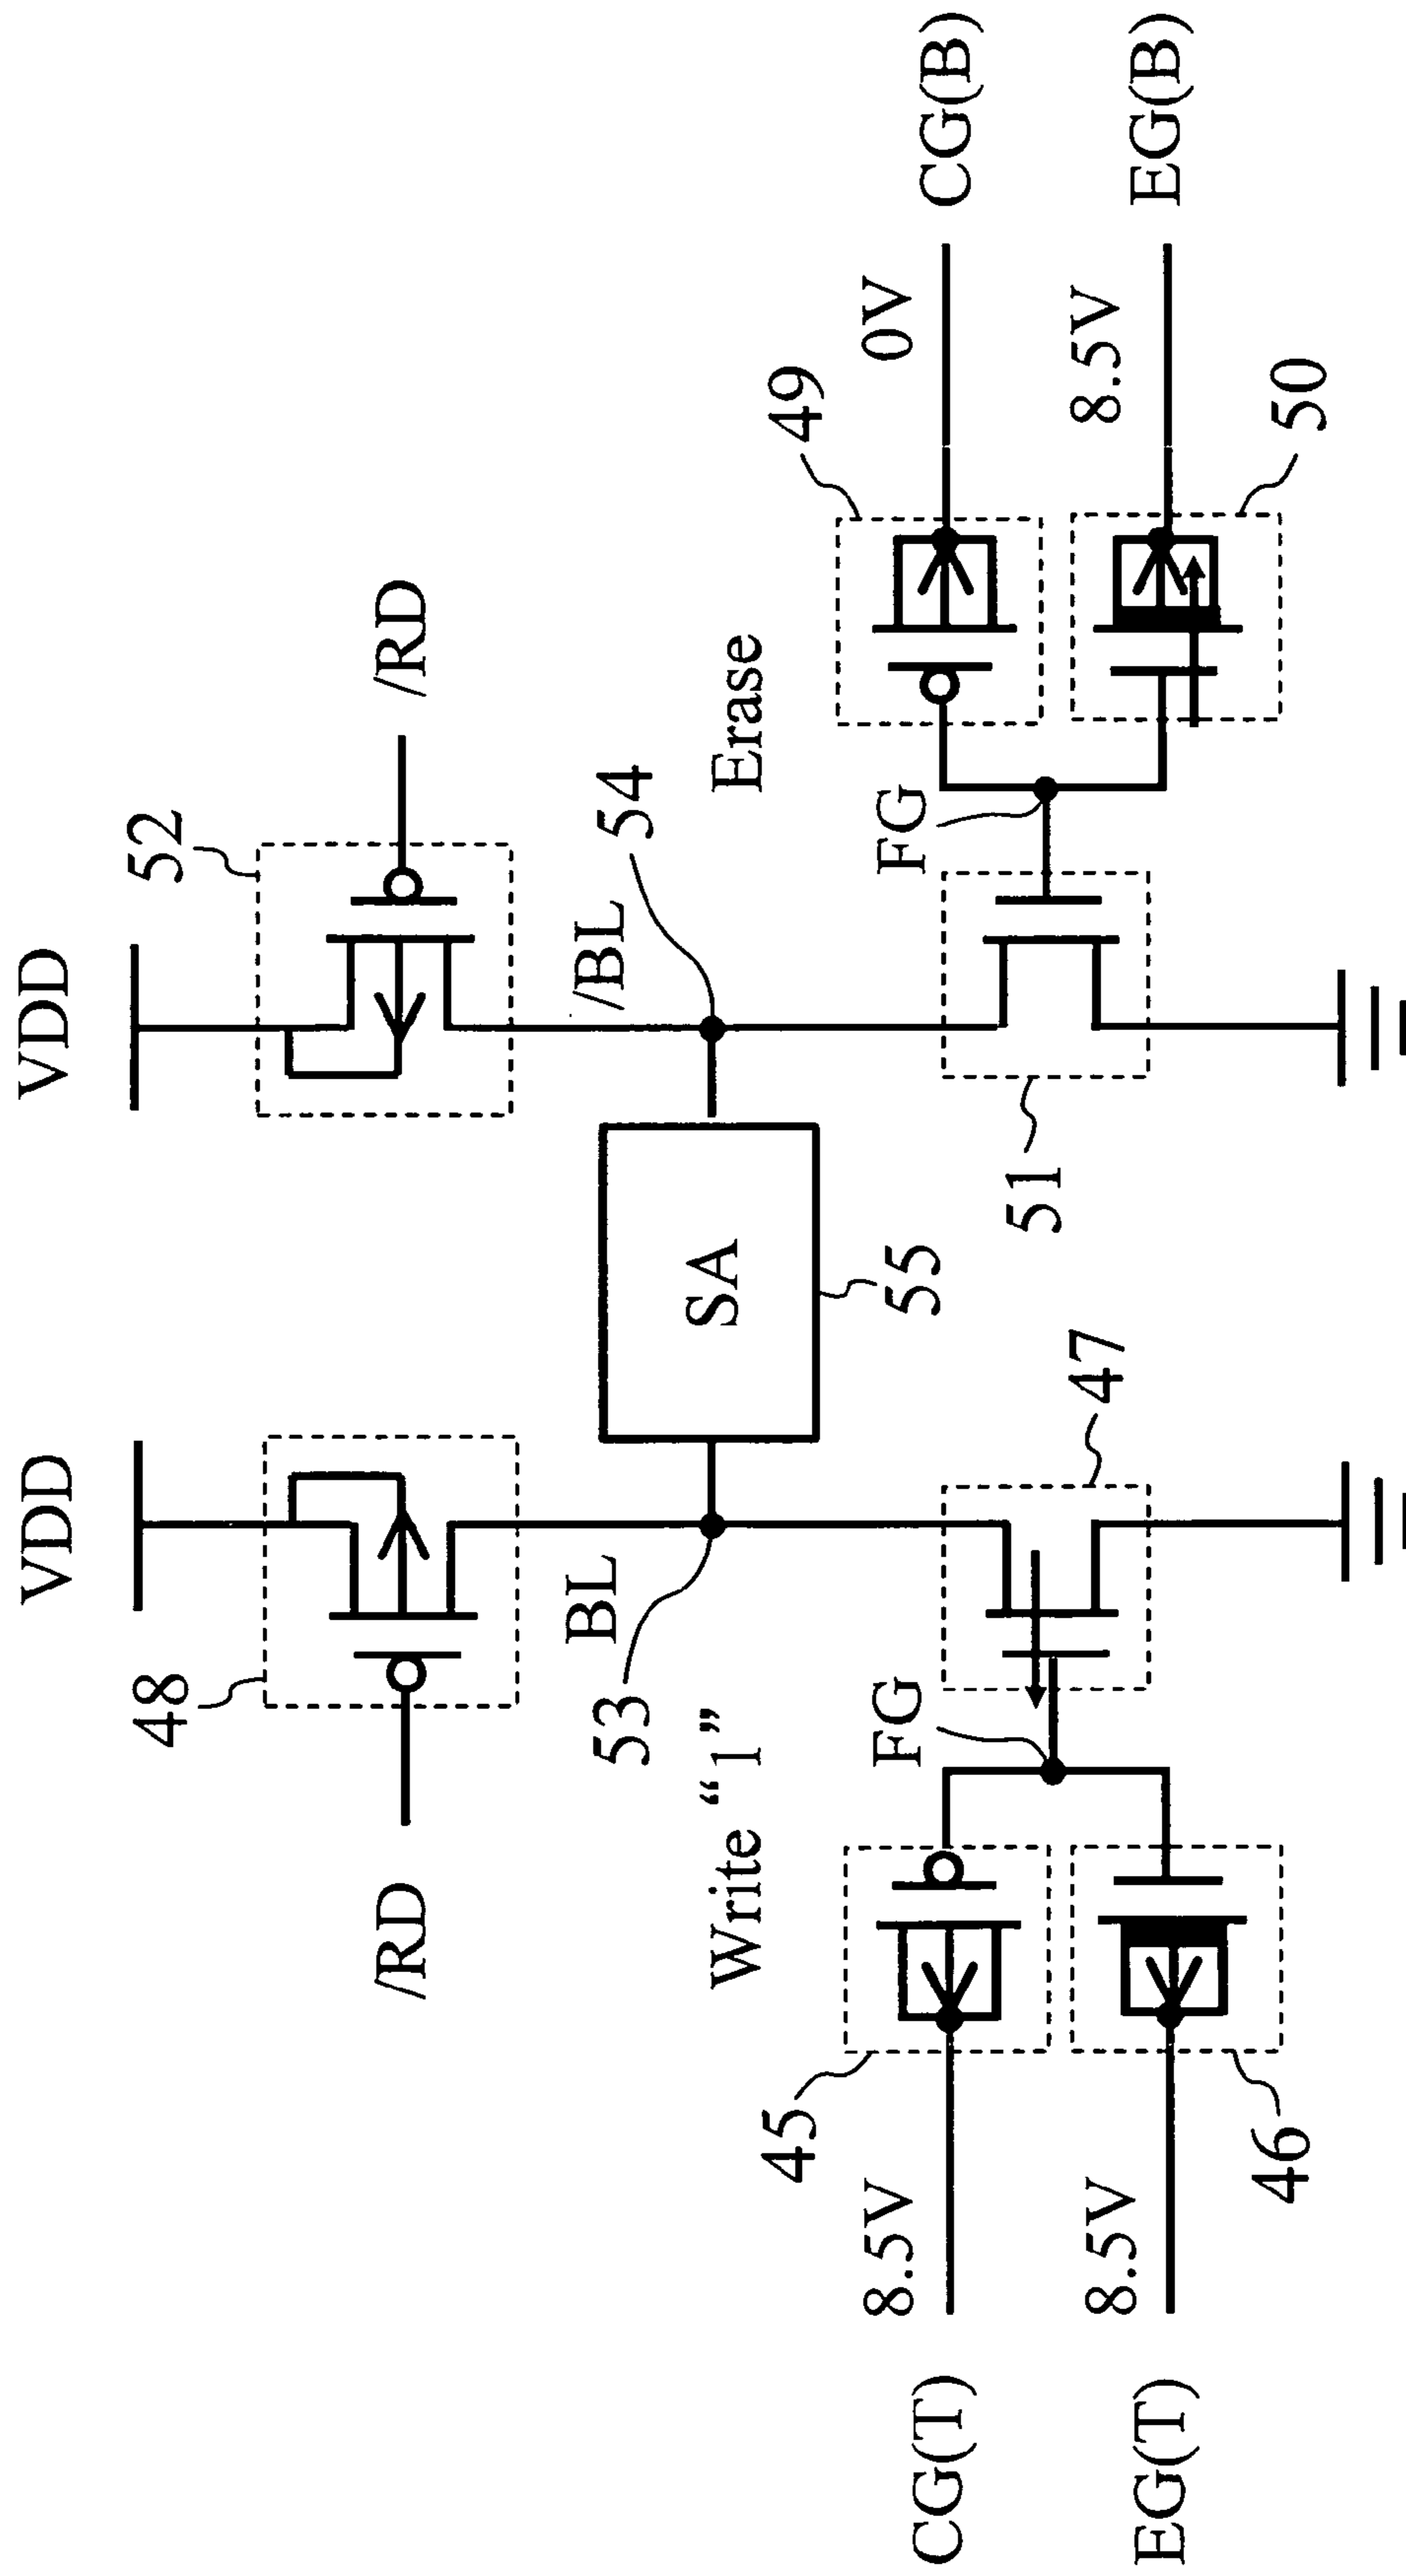 VDD
VDD
48
52
/RD
/RD
BL
/BL
53
54
SA
55
Write “1”
Erase
FG
FG
47
51
45
49
8.5V
0V
CG(T)
CG(B)
8.5V
8.5V
EG(T)
EG(B)
46
50